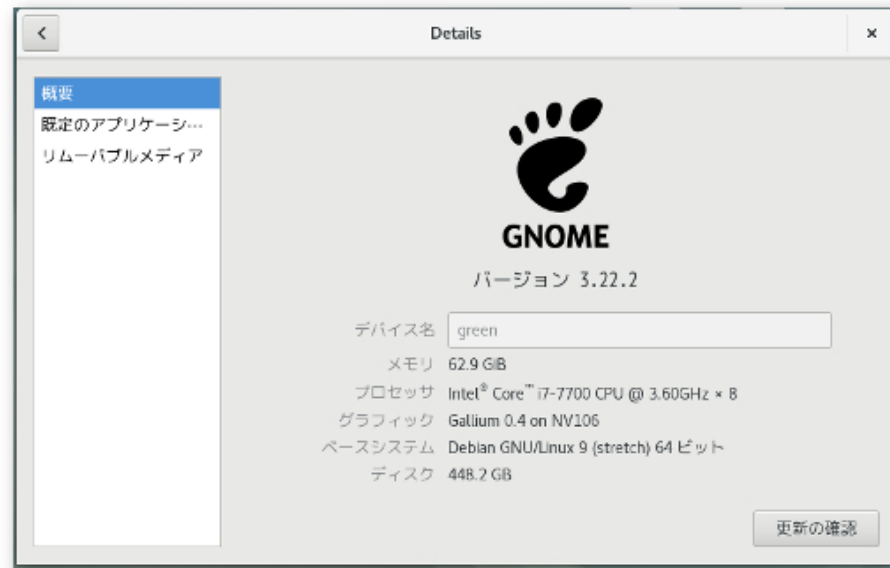 Details
概要
既定のアプリケーシ…
リムーバブルメディア
GNOME
バージョン 3.22.2
デバイス名 green
メモリ 62.9 GiB
プロセッサ Intel® Core™ i7-7700 CPU @ 3.60GHz × 8
グラフィック Gallium 0.4 on NV106
ベースシステム Debian GNU/Linux 9 (stretch) 64 ビット
ディスク 448.2 GB
更新の確認